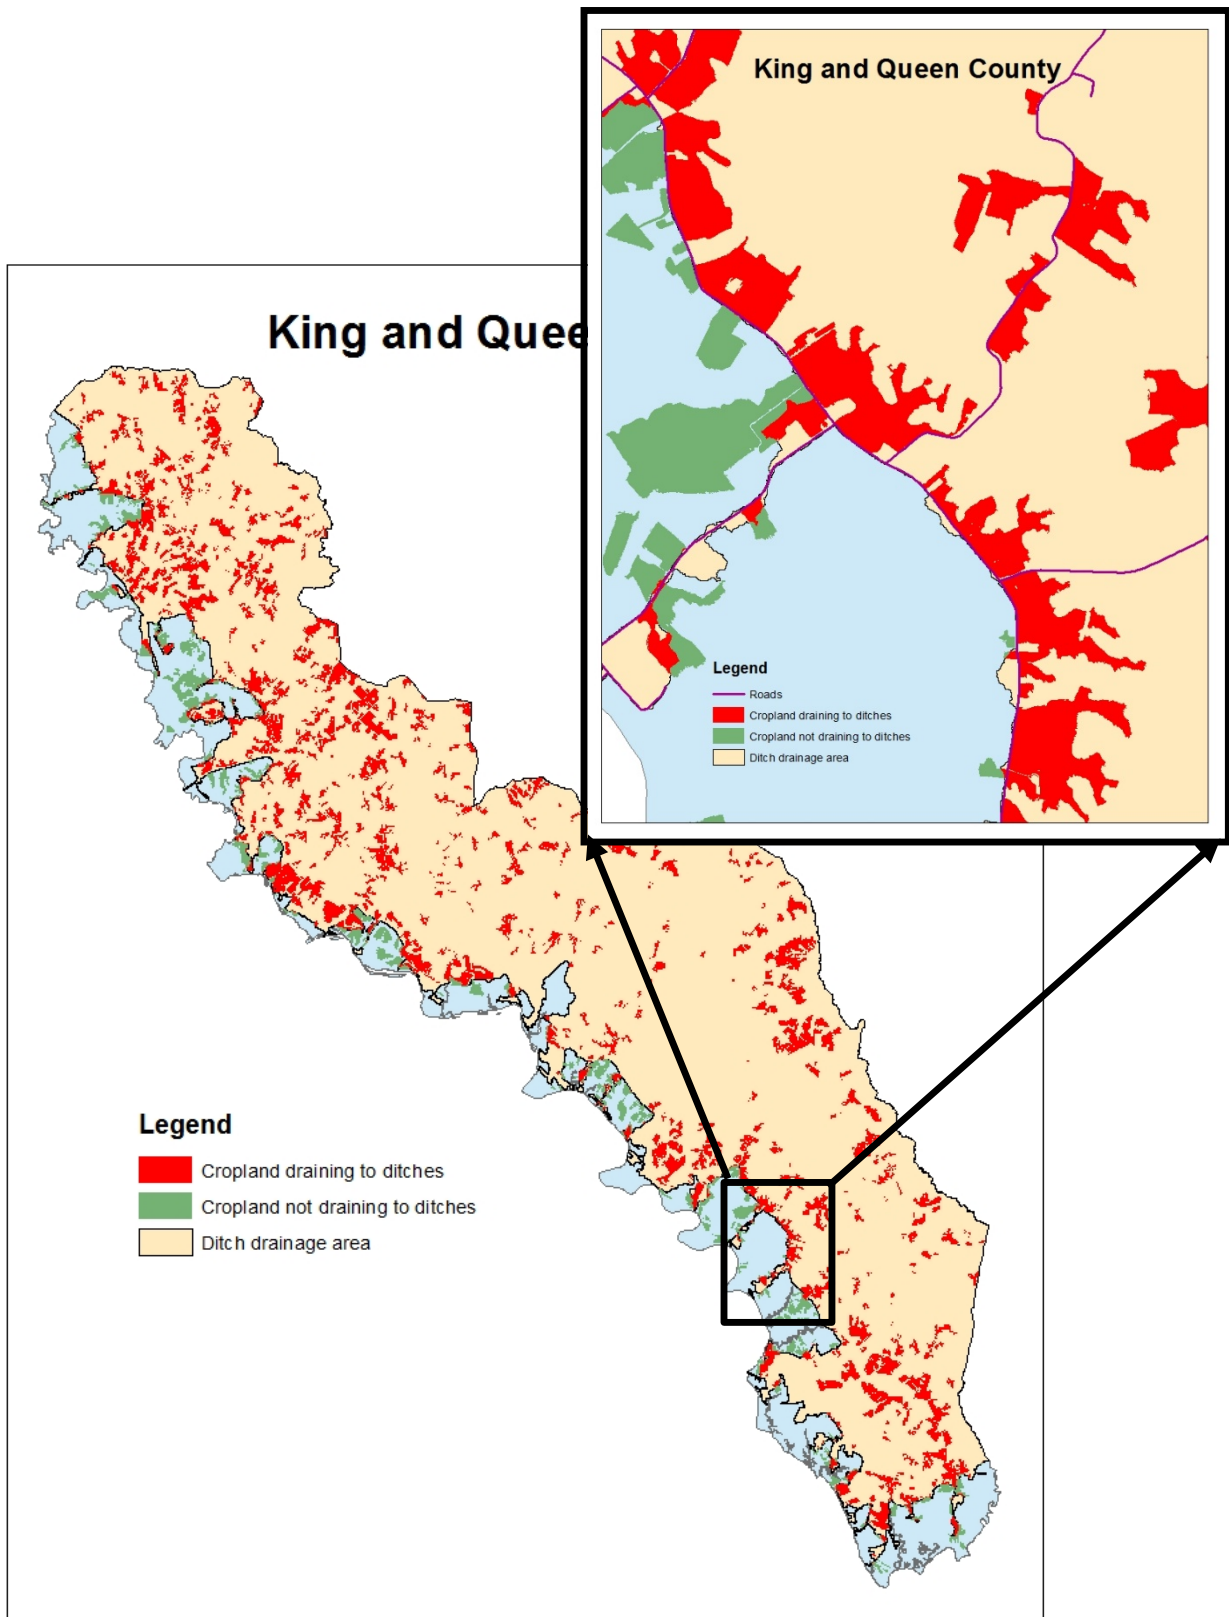 King and Queen County
Legend
Roads
Cropland draining to ditches
Cropland not draining to ditches
Ditch drainage area
King and Quee
Legend
Cropland draining to ditches
Cropland not draining to ditches
Ditch drainage area